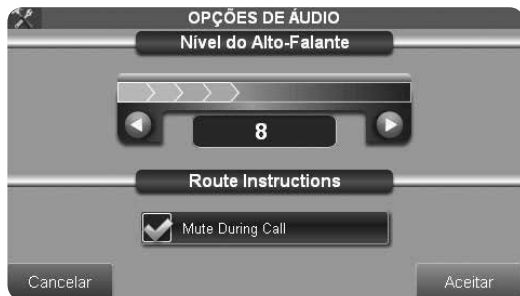 OPÇÕES DE ÁUDIO
Nível do Alto-Falante
8
Route Instructions
Mute During Call
Cancelar
Aceitar